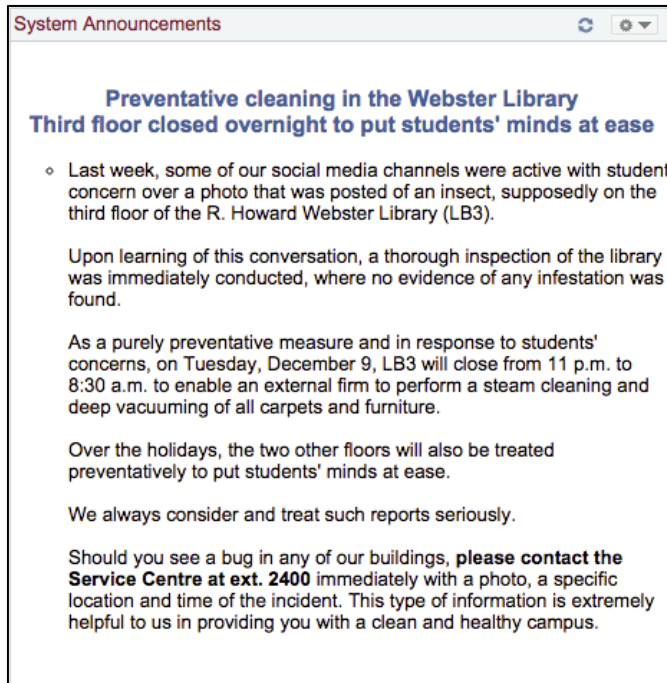 System Announcements
Preventative cleaning in the Webster Library
Third floor closed overnight to put students' minds at ease
Last week, some of our social media channels were active with student
concern over a photo that was posted of an insect, supposedly on the
third floor of the R. Howard Webster Library (LB3).
Upon learning of this conversation, a thorough inspection of the library
was immediately conducted, where no evidence of any infestation was
found.
As a purely preventative measure and in response to students'
concerns, on Tuesday, December 9, LB3 will close from 11 p.m. to
8:30 a.m. to enable an external firm to perform a steam cleaning and
deep vacuuming of all carpets and furniture.
Over the holidays, the two other floors will also be treated
preventatively to put students' minds at ease.
We always consider and treat such reports seriously.
Should you see a bug in any of our buildings, please contact the
Service Centre at ext. 2400 immediately with a photo, a specific
location and time of the incident. This type of information is extremely
helpful to us in providing you with a clean and healthy campus.